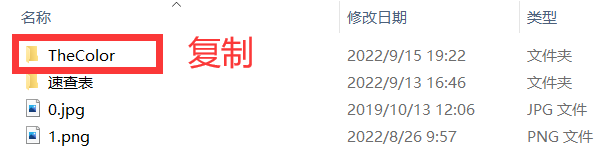 名称 修改日期 类型
TheColor 复制 2022/9/15 19:22 文件夹
速查表 2022/9/13 16:46 文件夹
0.jpg 2019/10/13 12:06 JPG 文件
1.png 2022/8/26 9:57 PNG 文件